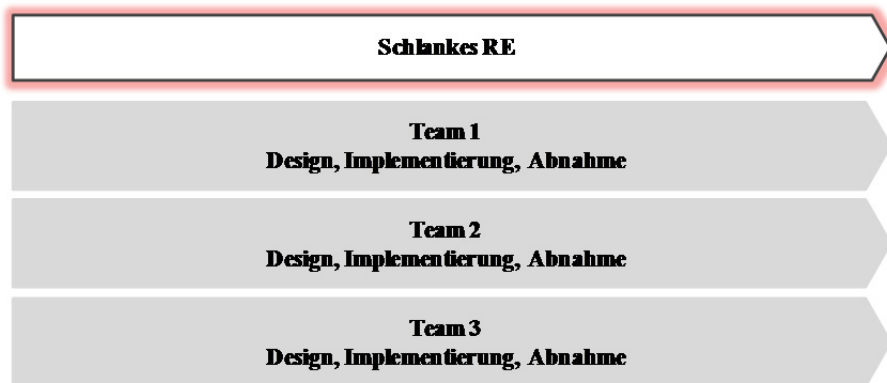 Schlankes RE
Team 1
Design, Implementierung, Abnahme
Team 2
Design, Implementierung, Abnahme
Team 3
Design, Implementierung, Abnahme